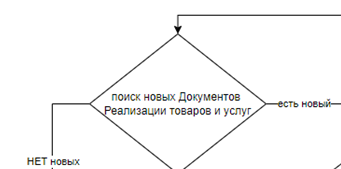 поиск новых Документов
Реализации товаров и услуг
есть новый
НЕТ новых